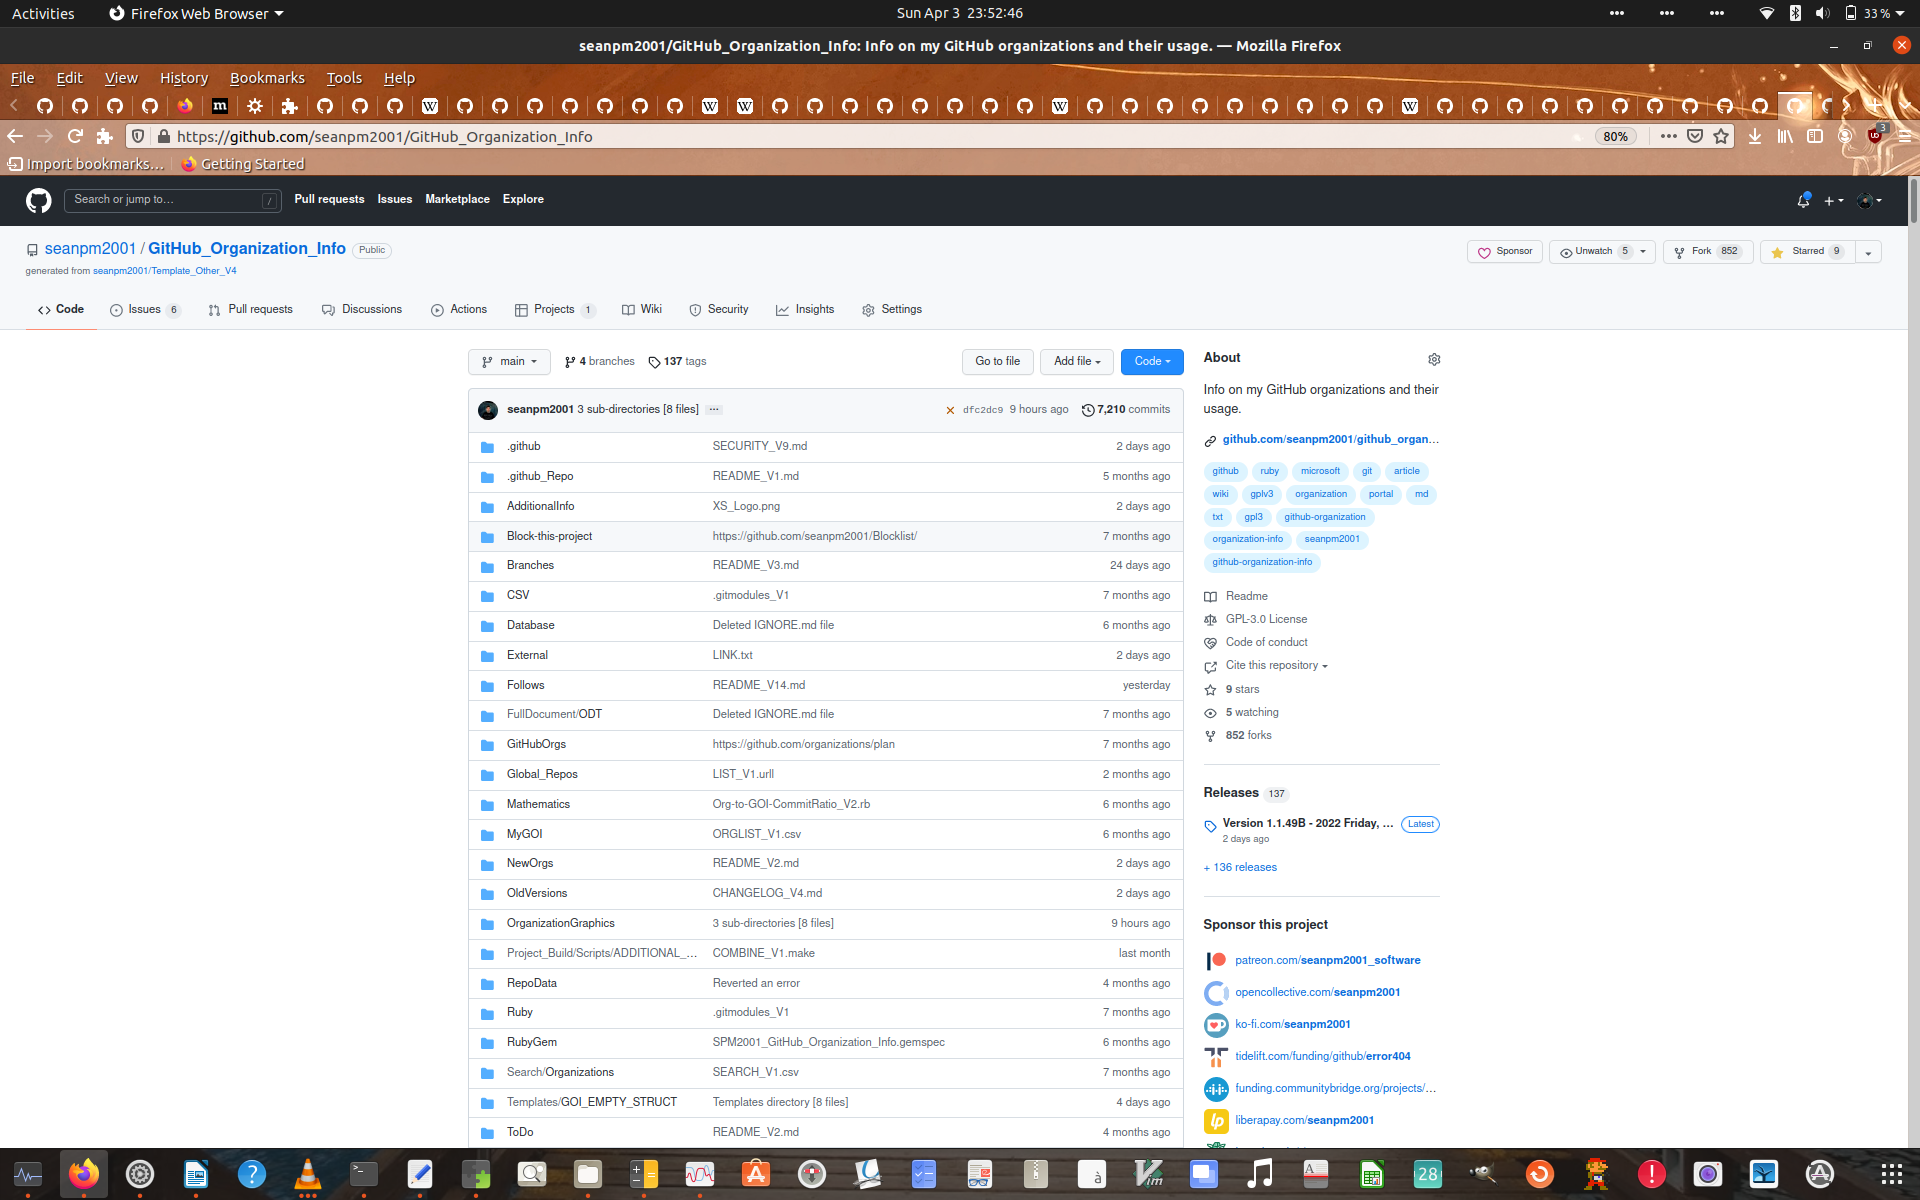 Activities Firefox Web Browser Sun Apr 3 23:52:46 33 %
seanpm2001/GitHub_Organization_Info: Info on my GitHub organizations and their usage. — Mozilla Firefox
File Edit View History Bookmarks Tools Help
https://github.com/seanpm2001/GitHub_Organization_Info 80% 3
Import bookmarks… Getting Started
Search or jump to… / Pull requests Issues Marketplace Explore
seanpm2001 / GitHub_Organization_Info Public Sponsor Unwatch 5 Fork 852 Starred 9
generated from seanpm2001/Template_Other_V4
Code Issues 6 Pull requests Discussions Actions Projects 1 Wiki Security Insights Settings
main 4 branches 137 tags Go to file Add file Code
seanpm2001 3 sub-directories [8 files] ... dfc2dc9 9 hours ago 7,210 commits
.github SECURITY_V9.md 2 days ago
.github_Repo README_V1.md 5 months ago
AdditionalInfo XS_Logo.png 2 days ago
Block-this-project https://github.com/seanpm2001/Blocklist/ 7 months ago
Branches README_V3.md 24 days ago
CSV .gitmodules_V1 7 months ago
Database Deleted IGNORE.md file 6 months ago
External LINK.txt 2 days ago
Follows README_V14.md yesterday
FullDocument/ODT Deleted IGNORE.md file 7 months ago
GitHubOrgs https://github.com/organizations/plan 7 months ago
Global_Repos LIST_V1.urll 2 months ago
Mathematics Org-to-GOI-CommitRatio_V2.rb 6 months ago
MyGOI ORGLIST_V1.csv 6 months ago
NewOrgs README_V2.md 2 days ago
OldVersions CHANGELOG_V4.md 2 days ago
OrganizationGraphics 3 sub-directories [8 files] 9 hours ago
Project_Build/Scripts/ADDITIONAL_... COMBINE_V1.make last month
RepoData Reverted an error 4 months ago
Ruby .gitmodules_V1 7 months ago
RubyGem SPM2001_GitHub_Organization_Info.gemspec 6 months ago
Search/Organizations SEARCH_V1.csv 7 months ago
Templates/GOI_EMPTY_STRUCT Templates directory [8 files] 4 days ago
ToDo README_V2.md 4 months ago
About
Info on my GitHub organizations and their
usage.
github.com/seanpm2001/github_organ…
github ruby microsoft git article
wiki gplv3 organization portal md
txt gpl3 github-organization
organization-info seanpm2001
github-organization-info
Readme
GPL-3.0 License
Code of conduct
Cite this repository
9 stars
5 watching
852 forks
Releases 137
Version 1.1.49B - 2022 Friday, … Latest
2 days ago
+ 136 releases
Sponsor this project
patreon.com/seanpm2001_software
opencollective.com/seanpm2001
ko-fi.com/seanpm2001
tidelift.com/funding/github/error404
funding.communitybridge.org/projects/…
liberapay.com/seanpm2001
28